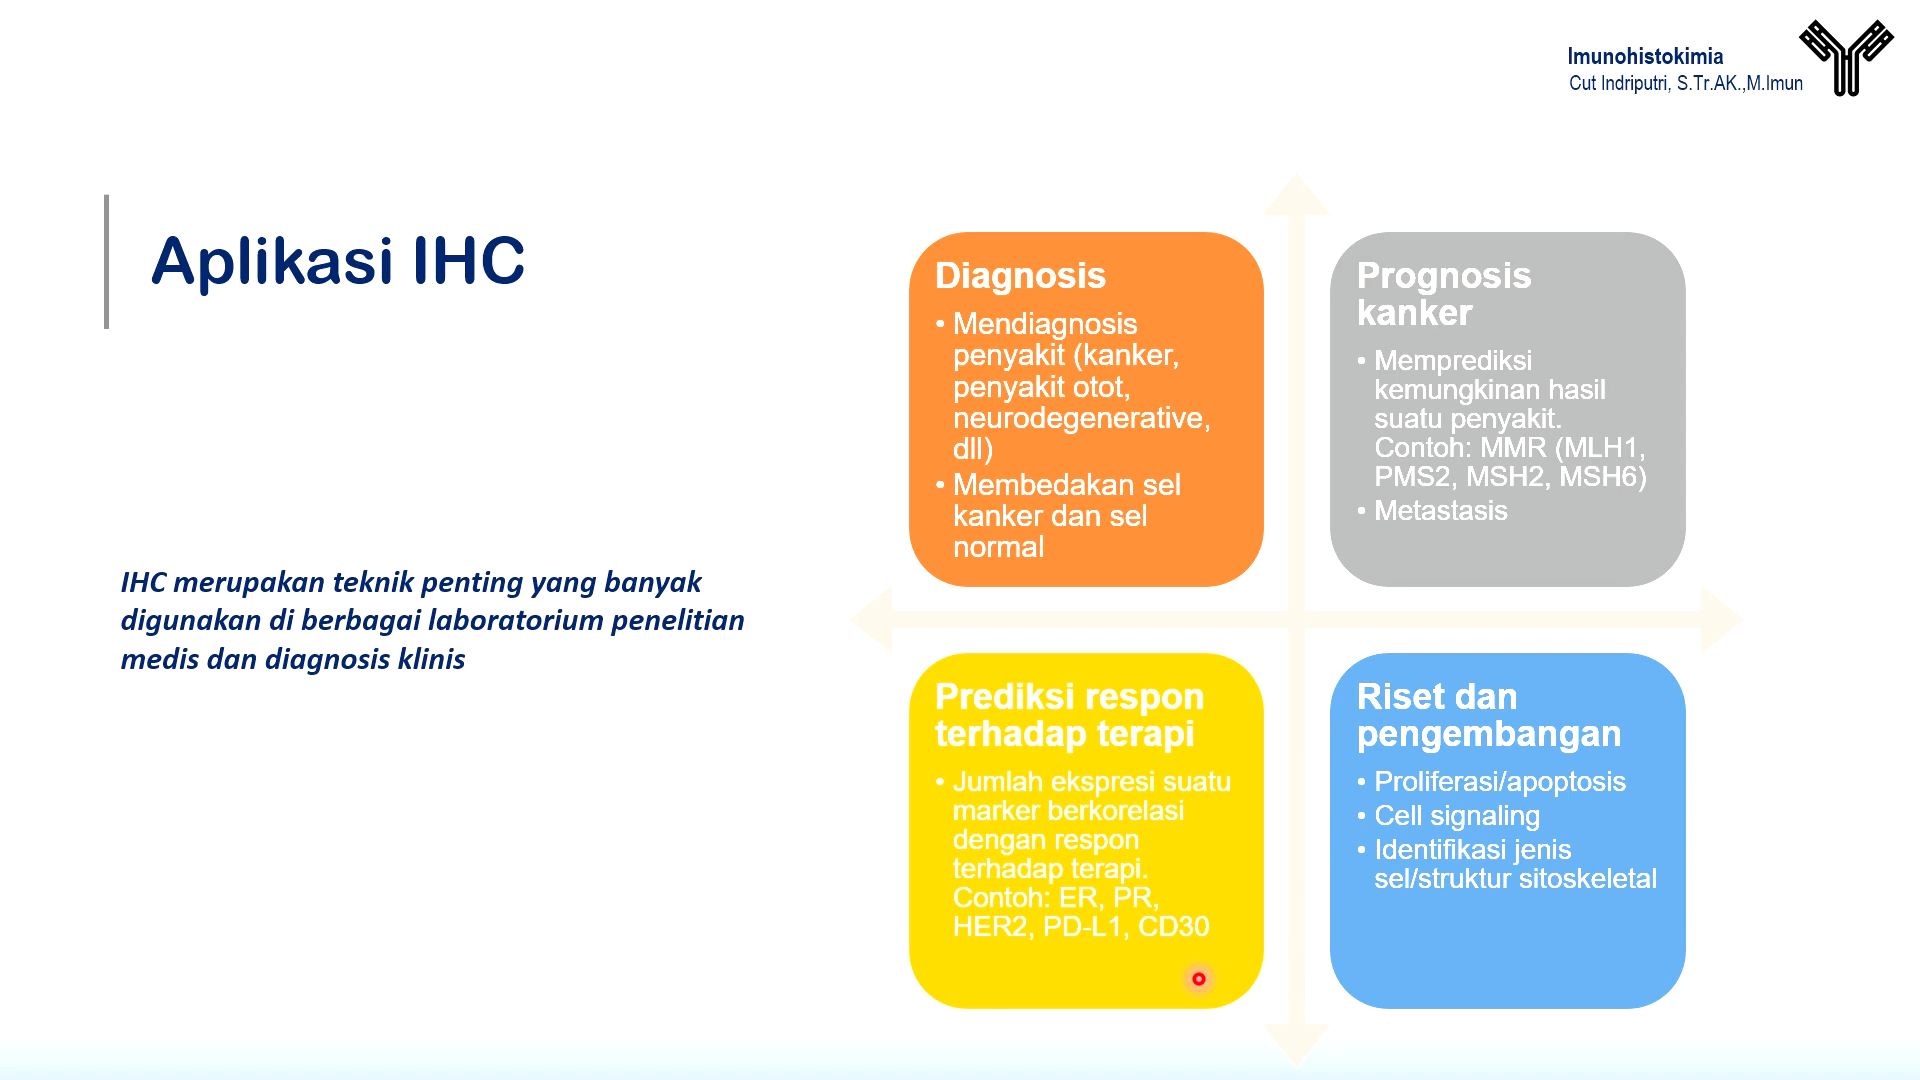 Imunohistokimia
Cut Indriputri, S.Tr.AK.,M.Imun
Aplikasi IHC
IHC merupakan teknik penting yang banyak
digunakan di berbagai laboratorium penelitian
medis dan diagnosis klinis
Diagnosis
• Mendiagnosis
penyakit (kanker,
penyakit otot,
neurodegenerative,
dll)
• Membedakan sel
kanker dan sel
normal
Prognosis
kanker
• Memprediksi
kemungkinan hasil
suatu penyakit.
Contoh: MMR (MLH1,
PMS2, MSH2, MSH6)
• Metastasis
Prediksi respon
terhadap terapi
• Jumlah ekspresi suatu
marker berkorelasi
dengan respon
terhadap terapi.
Contoh: ER, PR,
HER2, PD-L1, CD30
Riset dan
pengembangan
• Proliferasi/apoptosis
• Cell signaling
• Identifikasi jenis
sel/struktur sitoskeletal